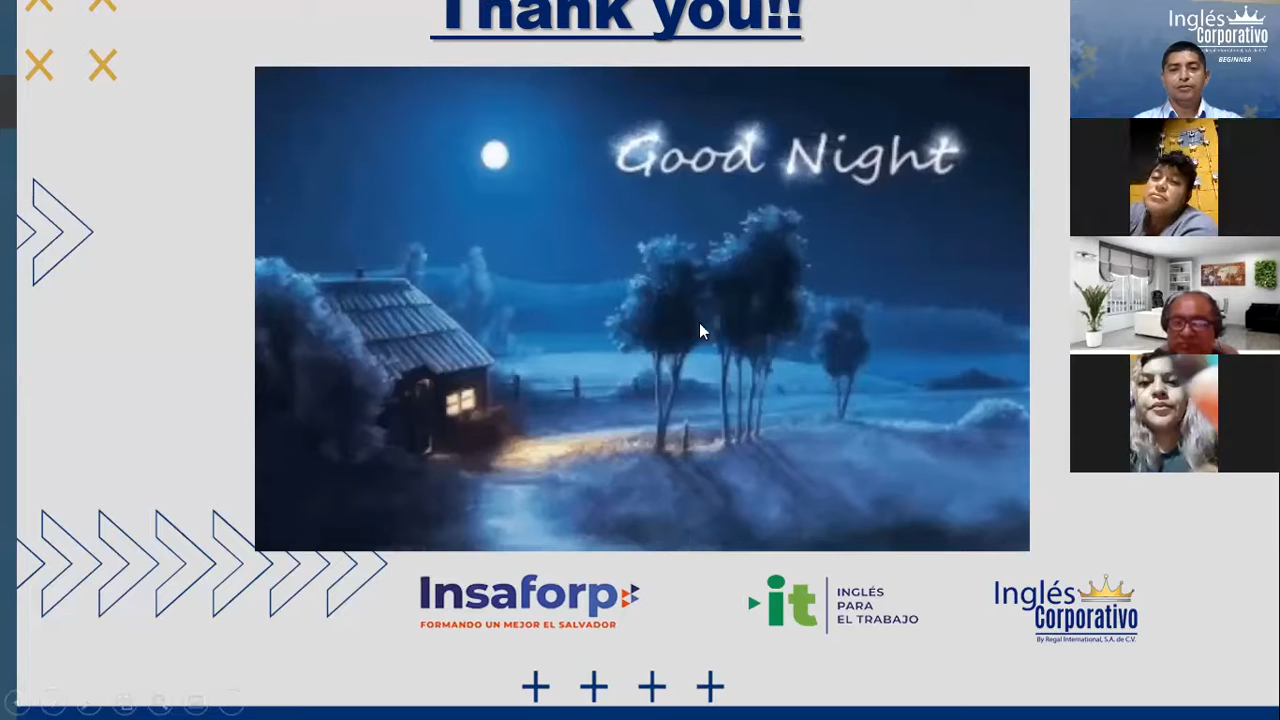 Thank you!!
Good Night
Inglés
Corporativo
BEGINNER
Insaforp
FORMANDO UN MEJOR EL SALVADOR
it
INGLÉS
PARA
EL TRABAJO
Inglés
Corporativo
By Regal International, S.A. de C.V.